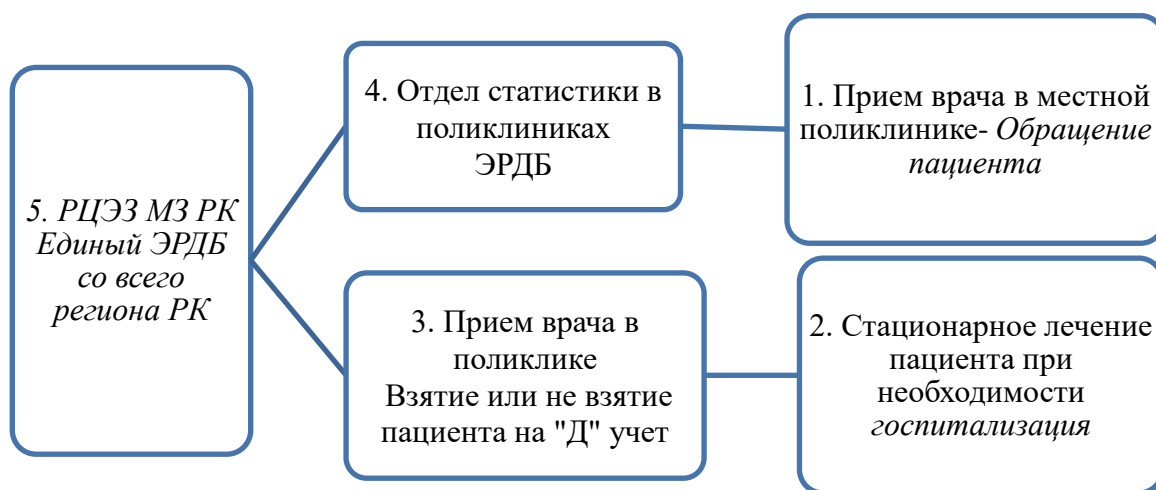 5. РЦЭЗ МЗ РК
Единый ЭРДБ
со всего
региона РК
4. Отдел статистики в
поликлиниках
ЭРДБ
3. Прием врача в
поликлике
Взятие или не взятие
пациента на "Д" учет
1. Прием врача в местной
поликлинике- Обращение
пациента
2. Стационарное лечение
пациента при
необходимости
госпитализация